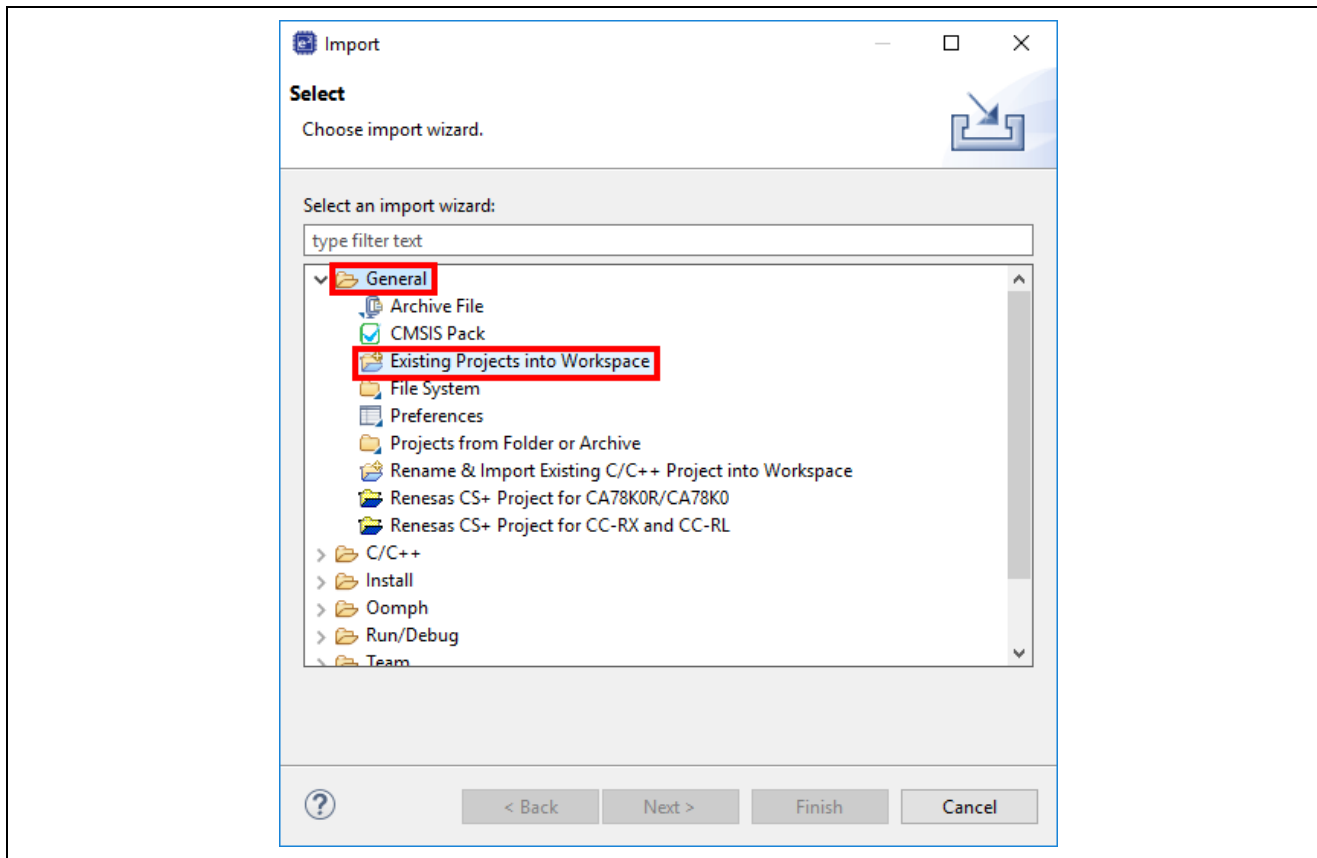 Import
Select
Choose import wizard.
Select an import wizard:
type filter text
General
Archive File
CMSIS Pack
Existing Projects into Workspace
File System
Preferences
Projects from Folder or Archive
Rename & Import Existing C/C++ Project into Workspace
Renesas CS+ Project for CA78K0R/CA78K0
Renesas CS+ Project for CC-RX and CC-RL
C/C++
Install
Oomph
Run/Debug
Team
< Back Next > Finish Cancel